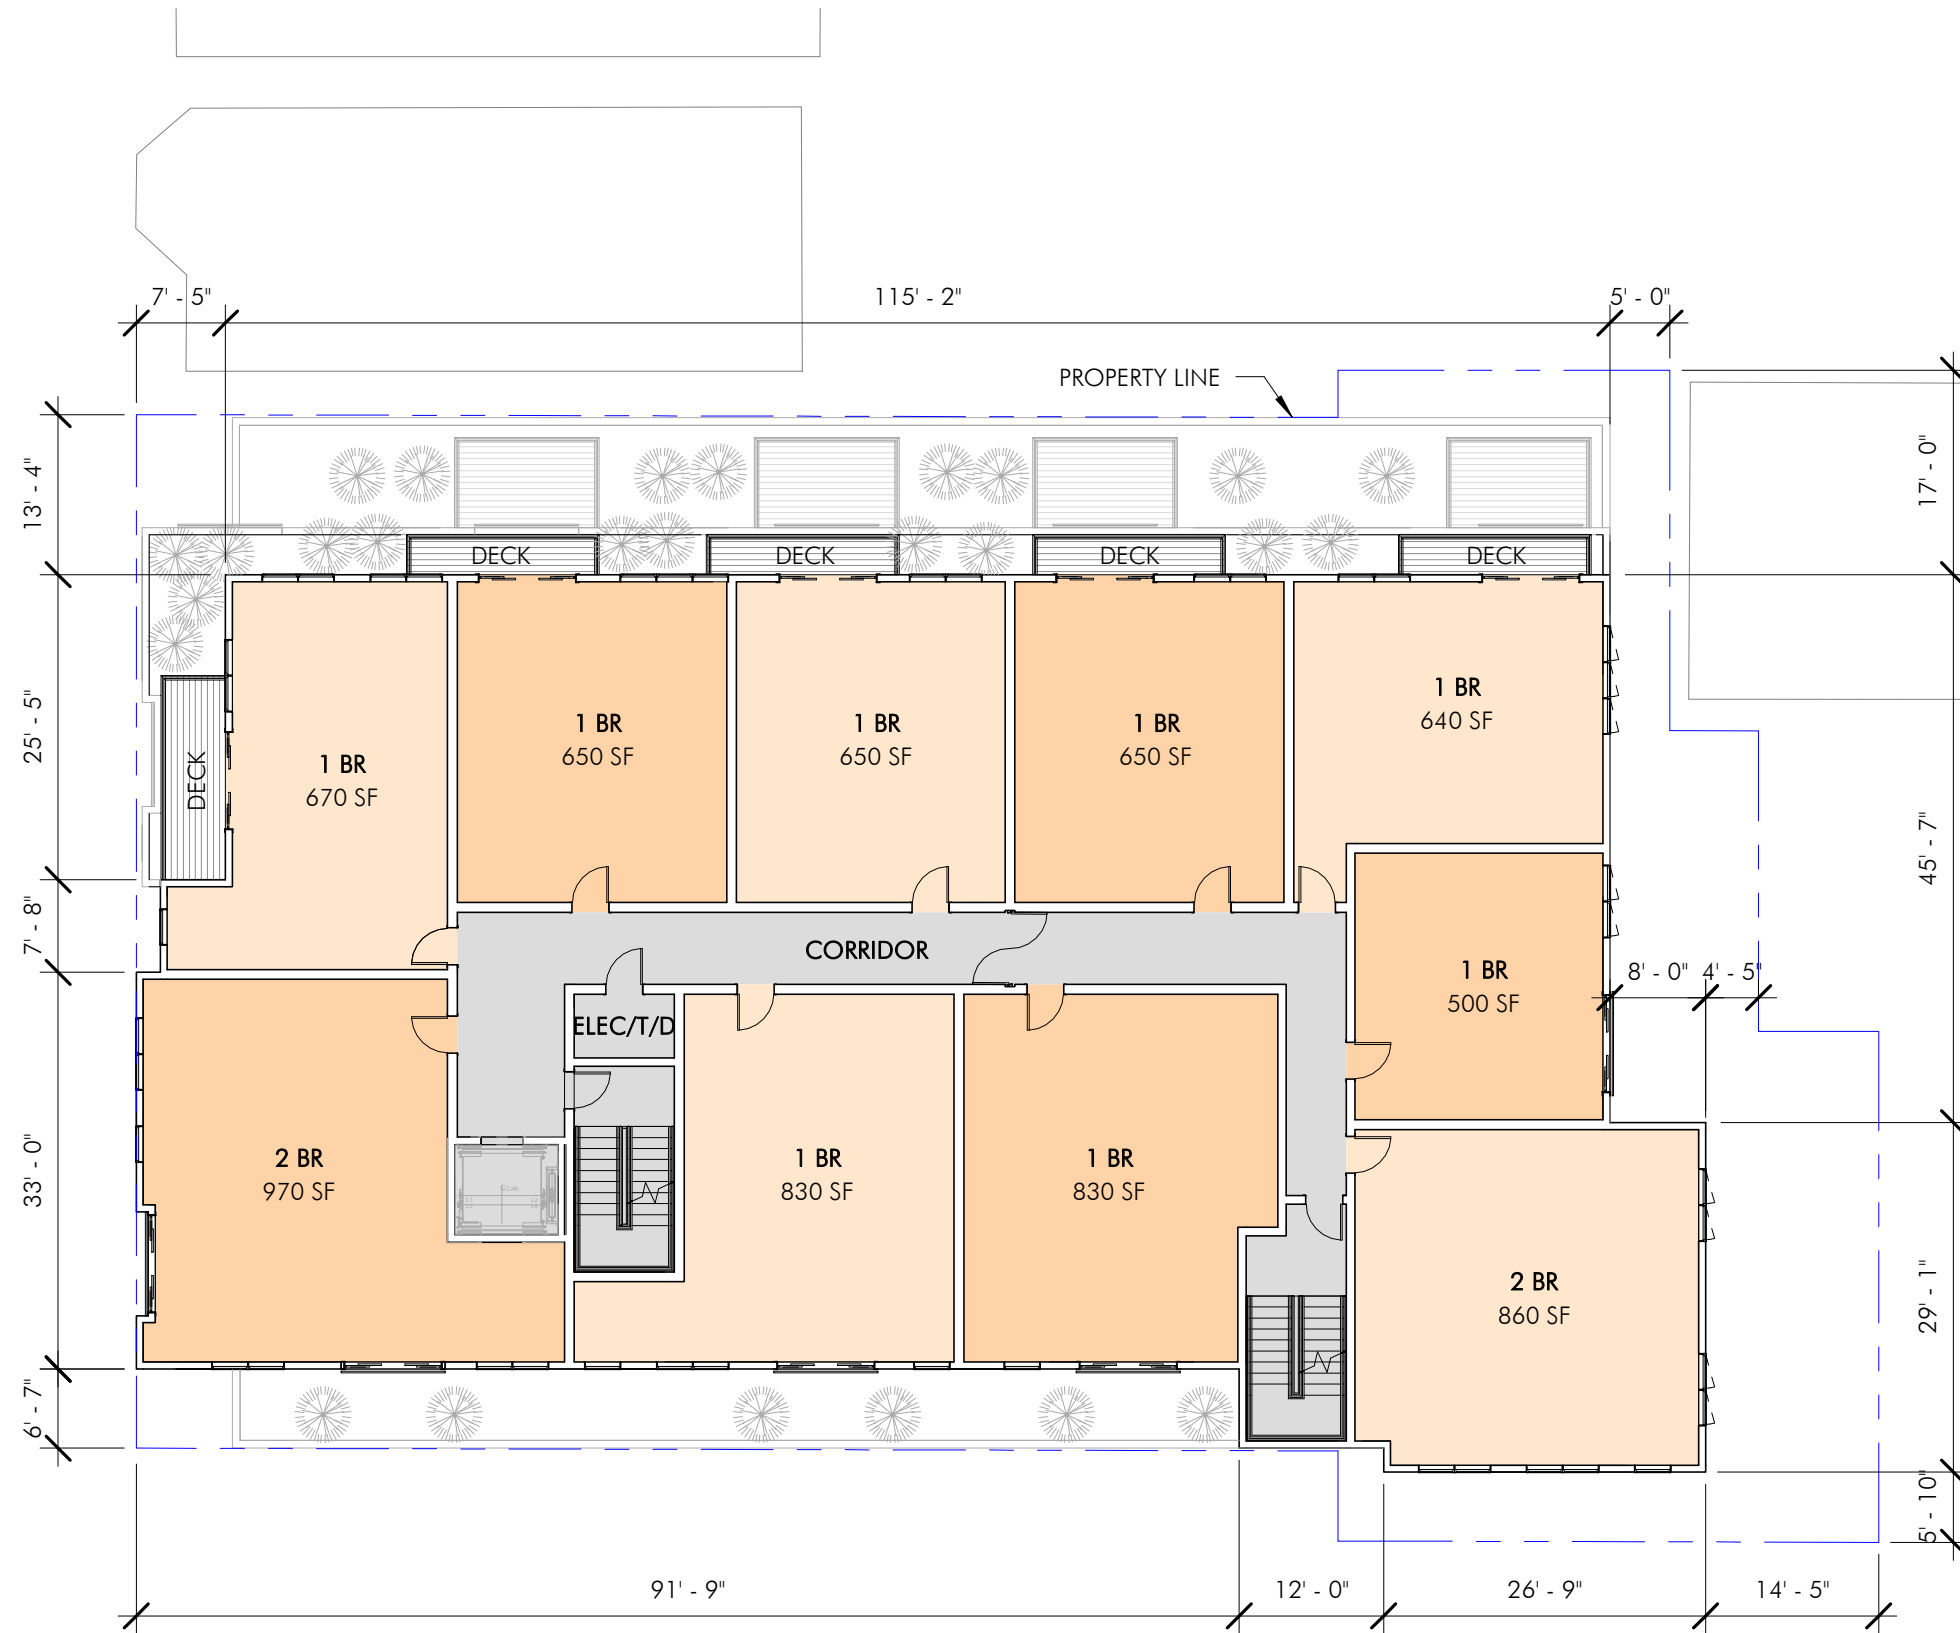 7' - 5"
115' - 2"
5' - 0"
PROPERTY LINE
13' - 4"
17' - 0"
DECK
DECK
DECK
DECK
25' - 5"
DECK
1 BR
670 SF
1 BR
650 SF
1 BR
650 SF
1 BR
650 SF
1 BR
640 SF
45' - 7"
7' - 8"
CORRIDOR
1 BR
500 SF
8' - 0"
4' - 5"
ELEC/T/D
33' - 0"
2 BR
970 SF
1 BR
830 SF
1 BR
830 SF
2 BR
860 SF
29' - 1"
6' - 7"
5' - 10"
91' - 9"
12' - 0"
26' - 9"
14' - 5"